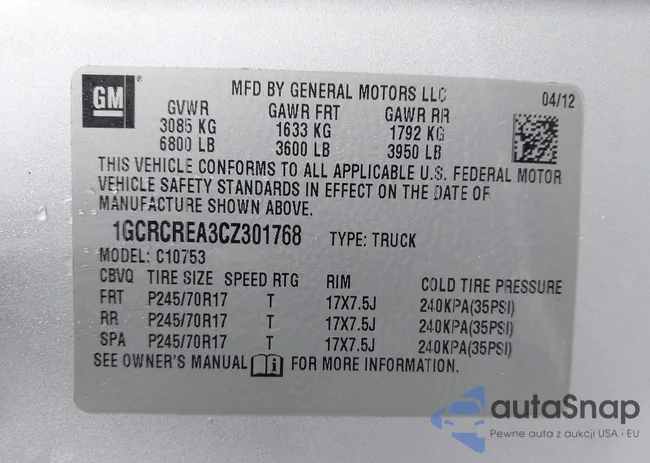 GM
MFD BY GENERAL MOTORS LLC
04/12
GVWR GAWR FRT GAWR RR
3085 KG 1633 KG 1792 KG
6800 LB 3600 LB 3950 LB
THIS VEHICLE CONFORMS TO ALL APPLICABLE U.S. FEDERAL MOTOR
VEHICLE SAFETY STANDARDS IN EFFECT ON THE DATE OF
MANUFACTURE SHOWN ABOVE.
1GCRCREA3CZ301768 TYPE: TRUCK
MODEL: C10753
CBVQ TIRE SIZE SPEED RTG RIM COLD TIRE PRESSURE
FRT P245/70R17 T 17X7.5J 240KPA(35PSI)
RR P245/70R17 T 17X7.5J 240KPA(35PSI)
SPA P245/70R17 T 17X7.5J 240KPA(35PSI)
SEE OWNER'S MANUAL FOR MORE INFORMATION.
autaSnap
Pewne auta z aukcji USA i EU